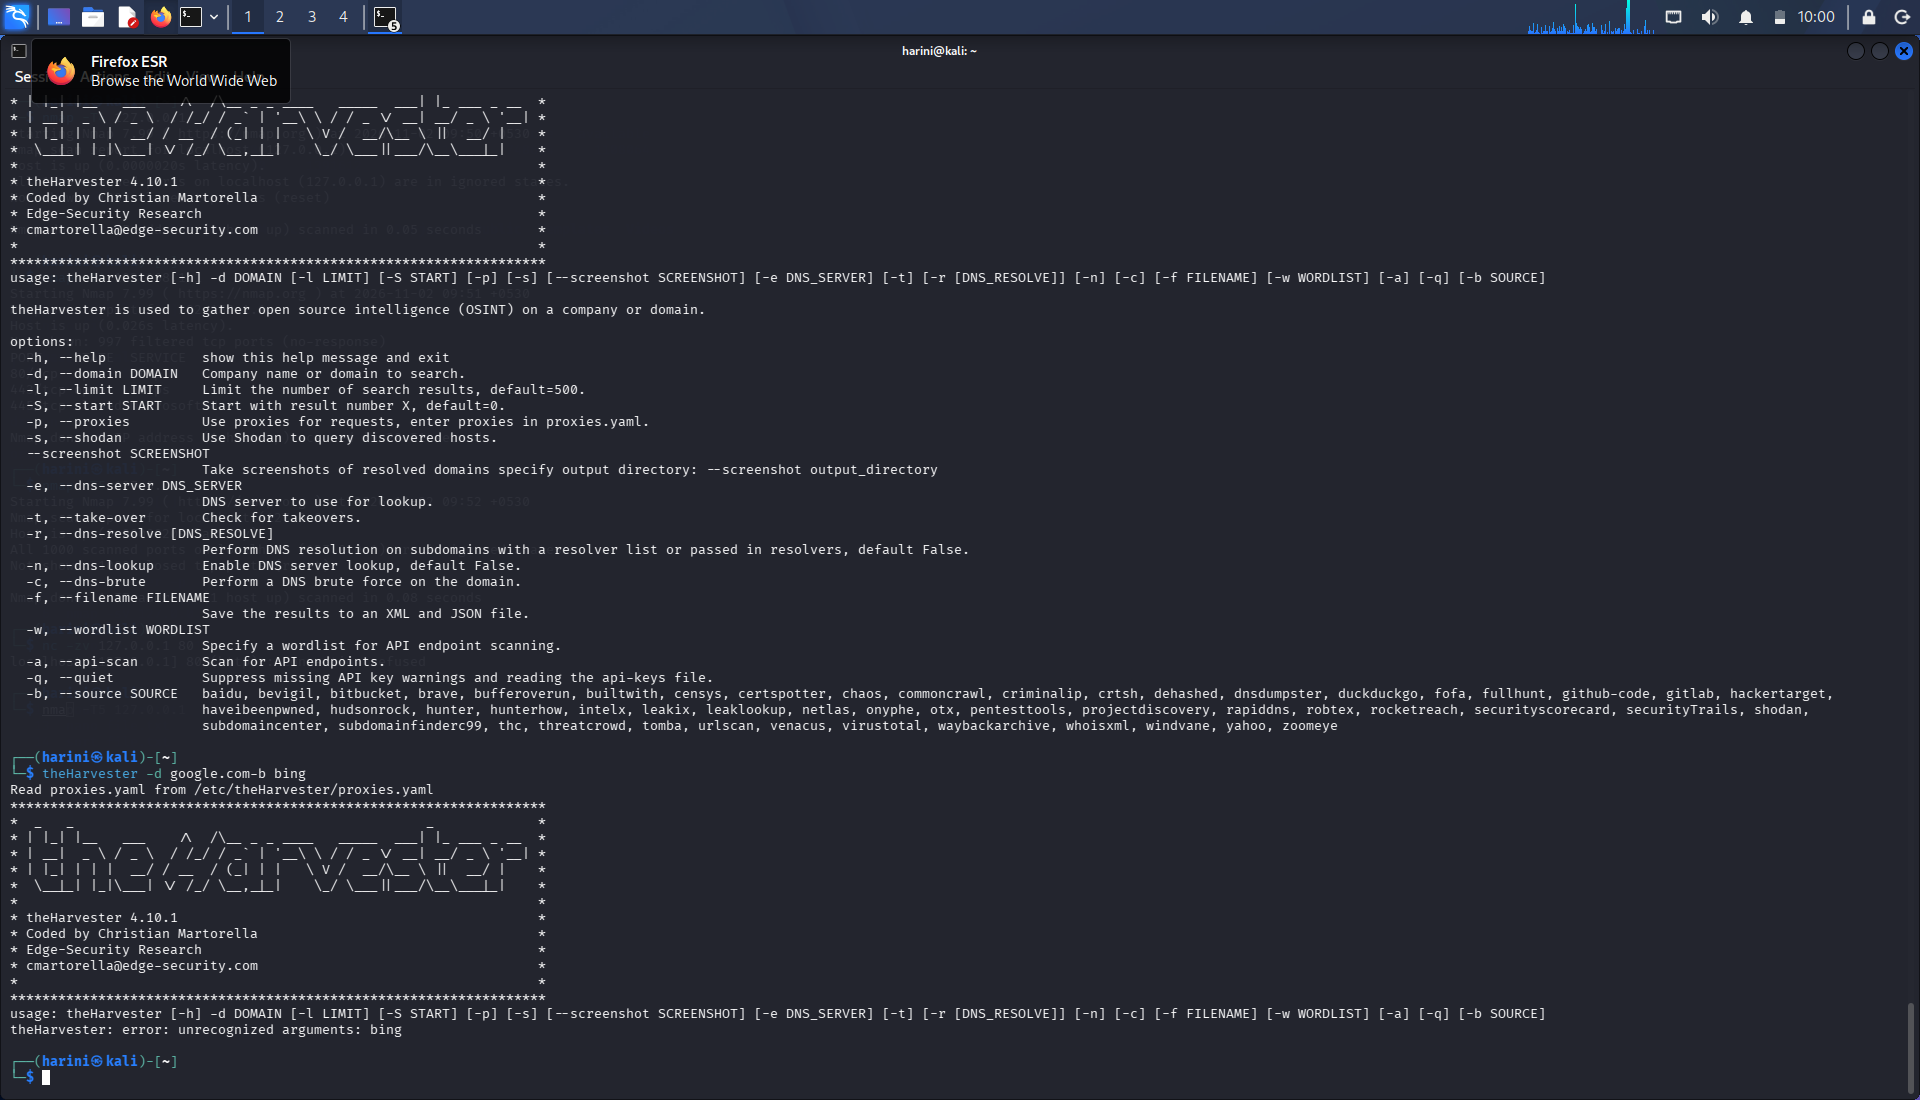 1 2 3 4 5 10:00
harini@kali: ~
Firefox ESR
Browse the World Wide Web
* theHarvester 4.10.1 *
* Coded by Christian Martorella *
* Edge-Security Research *
* cmartorella@edge-security.com *
* *
*******************************************************************
usage: theHarvester [-h] -d DOMAIN [-l LIMIT] [-S START] [-p] [-s] [--screenshot SCREENSHOT] [-e DNS_SERVER] [-t] [-r [DNS_RESOLVE]] [-n] [-c] [-f FILENAME] [-w WORDLIST] [-a] [-q] [-b SOURCE]
theHarvester is used to gather open source intelligence (OSINT) on a company or domain.
options:
-h, --help show this help message and exit
-d, --domain DOMAIN Company name or domain to search.
-l, --limit LIMIT Limit the number of search results, default=500.
-S, --start START Start with result number X, default=0.
-p, --proxies Use proxies for requests, enter proxies in proxies.yaml.
-s, --shodan Use Shodan to query discovered hosts.
--screenshot SCREENSHOT
Take screenshots of resolved domains specify output directory: --screenshot output_directory
-e, --dns-server DNS_SERVER
DNS server to use for lookup.
-t, --take-over Check for takeovers.
-r, --dns-resolve [DNS_RESOLVE]
Perform DNS resolution on subdomains with a resolver list or passed in resolvers, default False.
-n, --dns-lookup Enable DNS server lookup, default False.
-c, --dns-brute Perform a DNS brute force on the domain.
-f, --filename FILENAME
Save the results to an XML and JSON file.
-w, --wordlist WORDLIST
Specify a wordlist for API endpoint scanning.
-a, --api-scan Scan for API endpoints.
-q, --quiet Suppress missing API key warnings and reading the api-keys file.
-b, --source SOURCE baidu, bevigil, bitbucket, brave, bufferoverun, builtwith, censys, certspotter, chaos, commoncrawl, criminalip, crtsh, dehashed, dnsdumpster, duckduckgo, fofa, fullhunt, github-code, gitlab, hackertarget,
haveibeenpwned, hudsonrock, hunter, hunterhow, intelx, leakix, leaklookup, netlas, onyphe, otx, pentesttools, projectdiscovery, rapiddns, robtex, rocketreach, securityscorecard, securityTrails, shodan,
subdomaincenter, subdomainfinderc99, thc, threatcrowd, tomba, urlscan, venacus, virustotal, waybackarchive, whoisxml, windvane, yahoo, zoomeye
┌──(harini㉿kali)-[~]
└─$ theHarvester -d google.com-b bing
Read proxies.yaml from /etc/theHarvester/proxies.yaml
*******************************************************************
* theHarvester 4.10.1 *
* Coded by Christian Martorella *
* Edge-Security Research *
* cmartorella@edge-security.com *
* *
*******************************************************************
usage: theHarvester [-h] -d DOMAIN [-l LIMIT] [-S START] [-p] [-s] [--screenshot SCREENSHOT] [-e DNS_SERVER] [-t] [-r [DNS_RESOLVE]] [-n] [-c] [-f FILENAME] [-w WORDLIST] [-a] [-q] [-b SOURCE]
theHarvester: error: unrecognized arguments: bing
┌──(harini㉿kali)-[~]
└─$